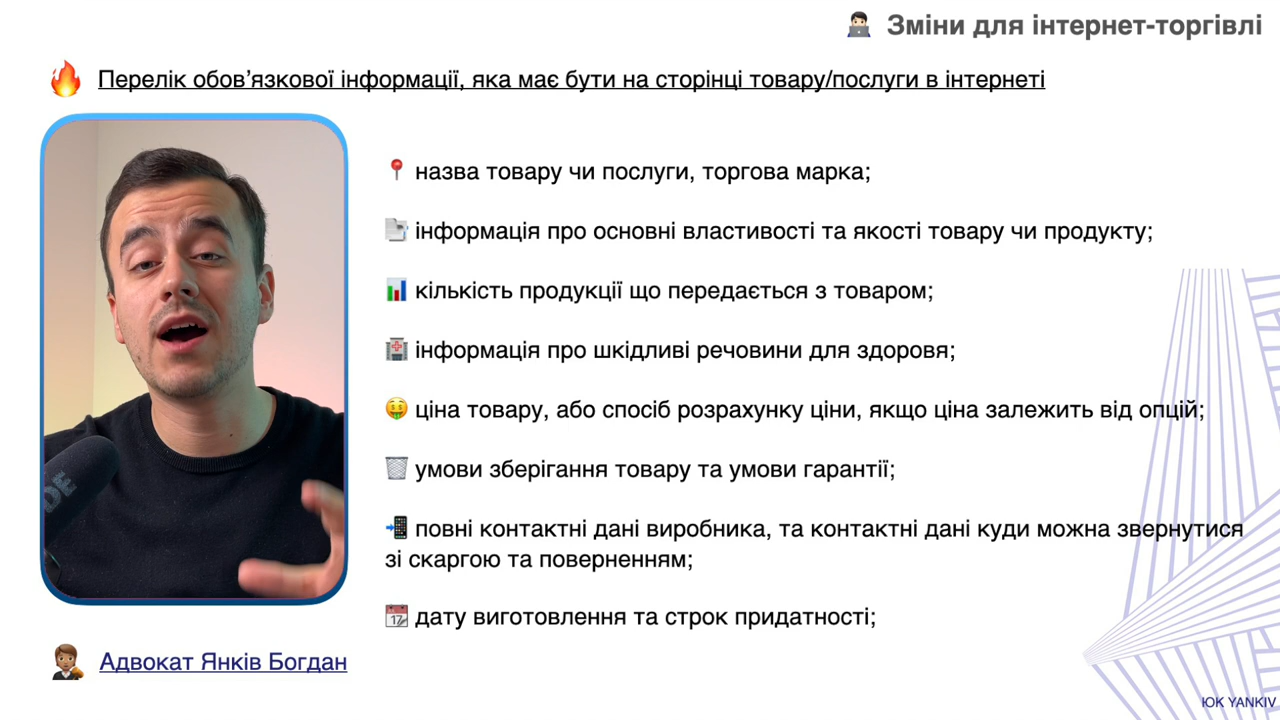 Зміни для інтернет-торгівлі
Перелік обов’язкової інформації, яка має бути на сторінці товару/послуги в інтернеті
назва товару чи послуги, торгова марка;
інформація про основні властивості та якості товару чи продукту;
кількість продукції що передається з товаром;
інформація про шкідливі речовини для здоровя;
ціна товару, або спосіб розрахунку ціни, якщо ціна залежить від опцій;
умови зберігання товару та умови гарантії;
повні контактні дані виробника, та контактні дані куди можна звернутися
зі скаргою та поверненням;
дату виготовлення та строк придатності;
Адвокат Янків Богдан
ЮК YANKIV